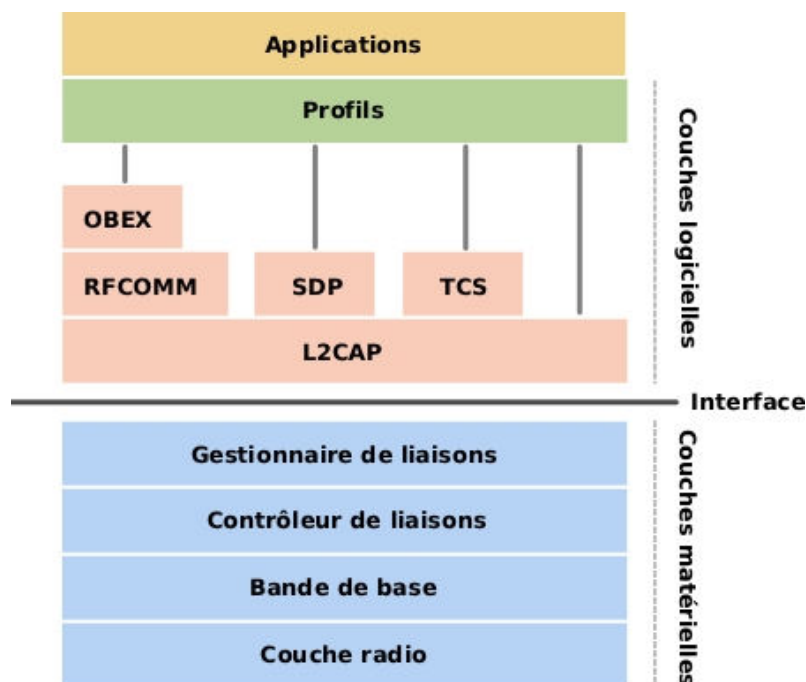 Applications
Profils
OBEX
RFCOMM
SDP
TCS
L2CAP
Couches logicielles
Interface
Gestionnaire de liaisons
Contrôleur de liaisons
Bande de base
Couche radio
Couches matérielles